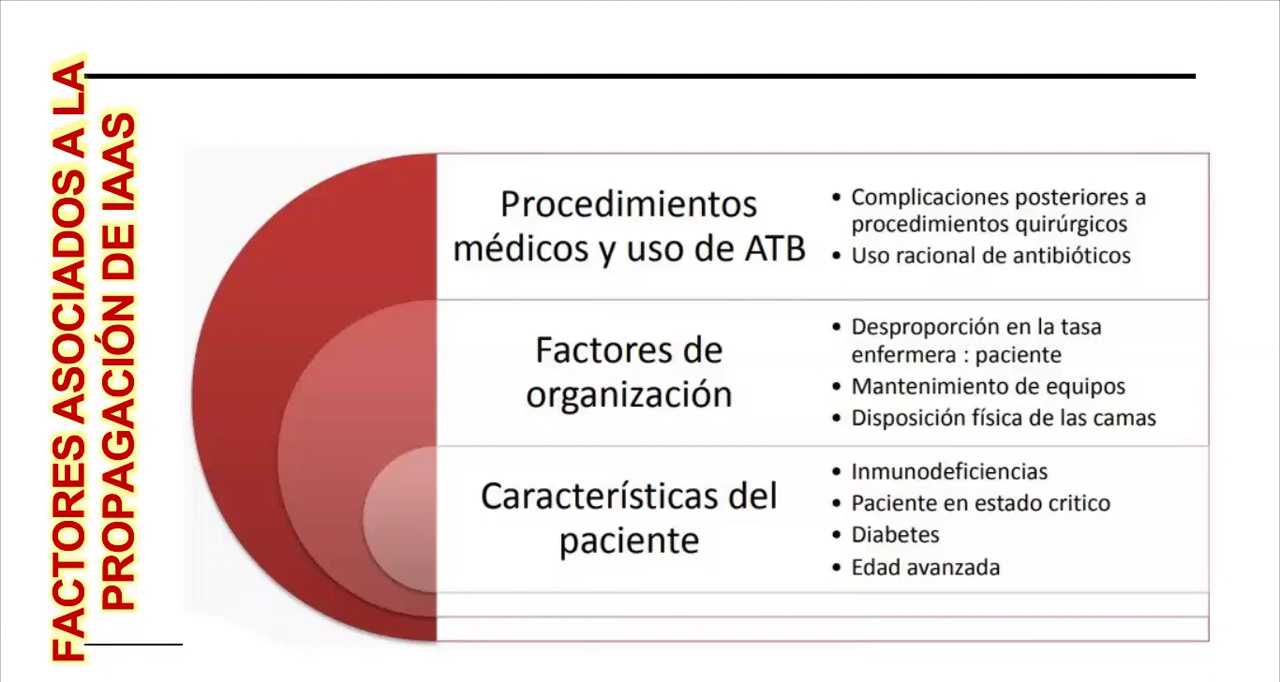 FACTORES ASOCIADOS A LA
PROPAGACIÓN DE IAAS
Procedimientos
médicos y uso de ATB
• Complicaciones posteriores a
procedimientos quirúrgicos
• Uso racional de antibióticos
Factores de
organización
• Desproporción en la tasa
enfermera : paciente
• Mantenimiento de equipos
• Disposición física de las camas
Características del
paciente
• Inmunodeficiencias
• Paciente en estado critico
• Diabetes
• Edad avanzada